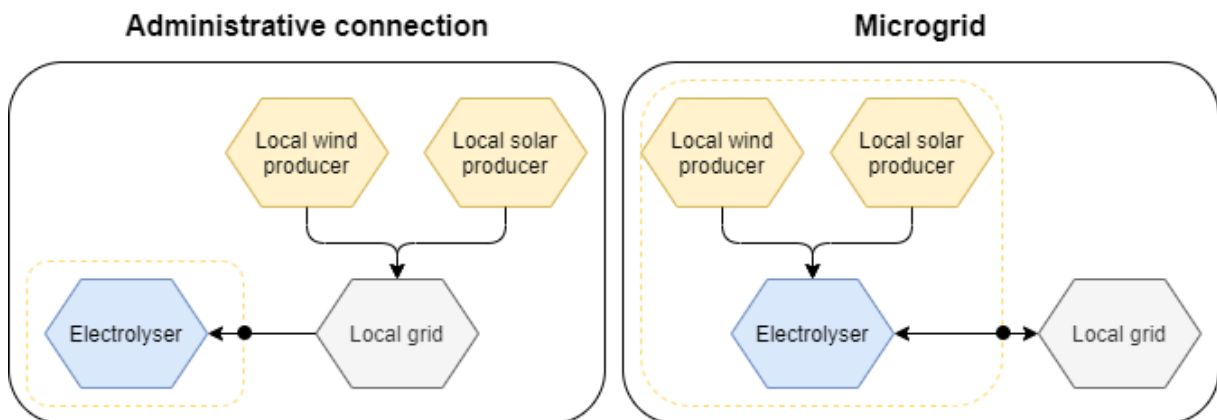 Administrative connection
Local wind
producer
Local solar
producer
Electrolyser
Local grid
Microgrid
Local wind
producer
Local solar
producer
Electrolyser
Local grid